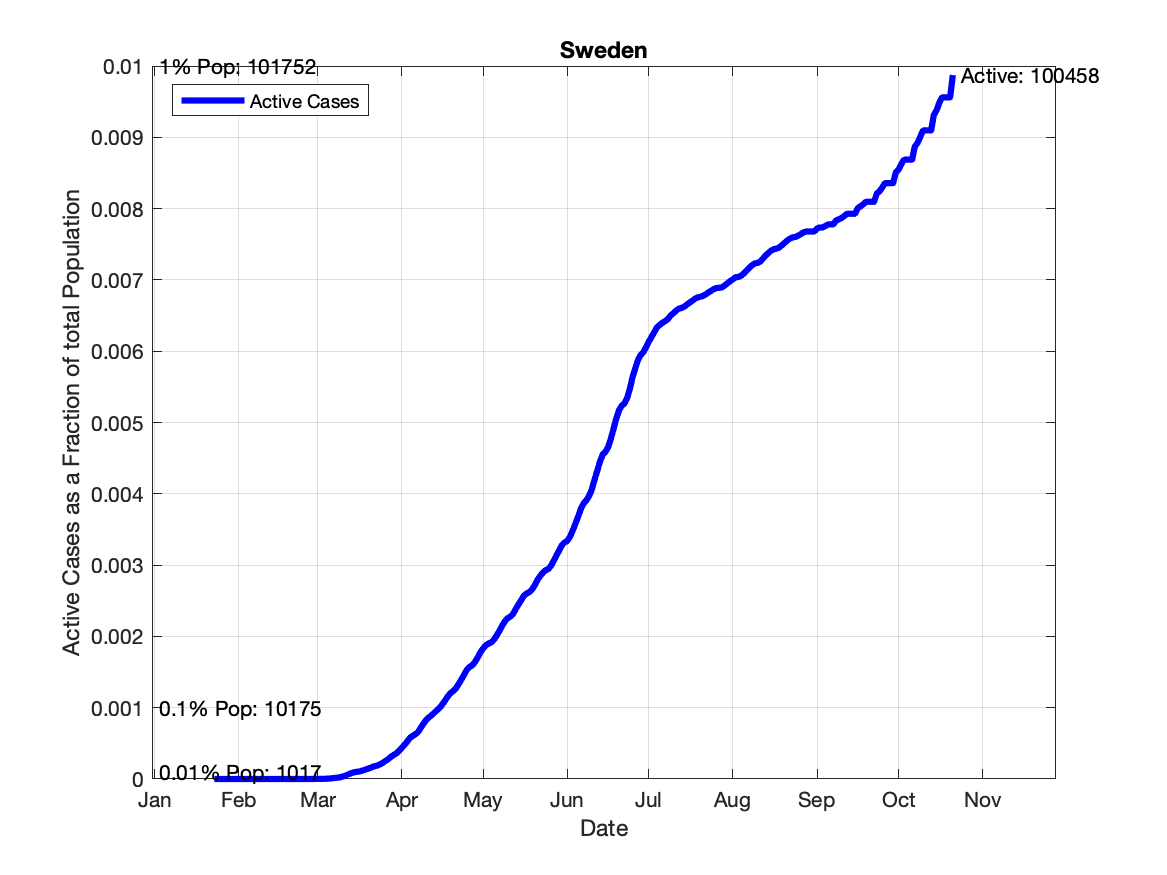 Sweden
1% Pop: 101752
Active: 100458
Active Cases
0.01
0.009
0.008
0.007
0.006
0.005
0.004
0.003
0.002
0.001
0
0.1% Pop: 10175
0.01% Pop: 1017
Active Cases as a Fraction of total Population
Jan Feb Mar Apr May Jun Jul Aug Sep Oct Nov
Date